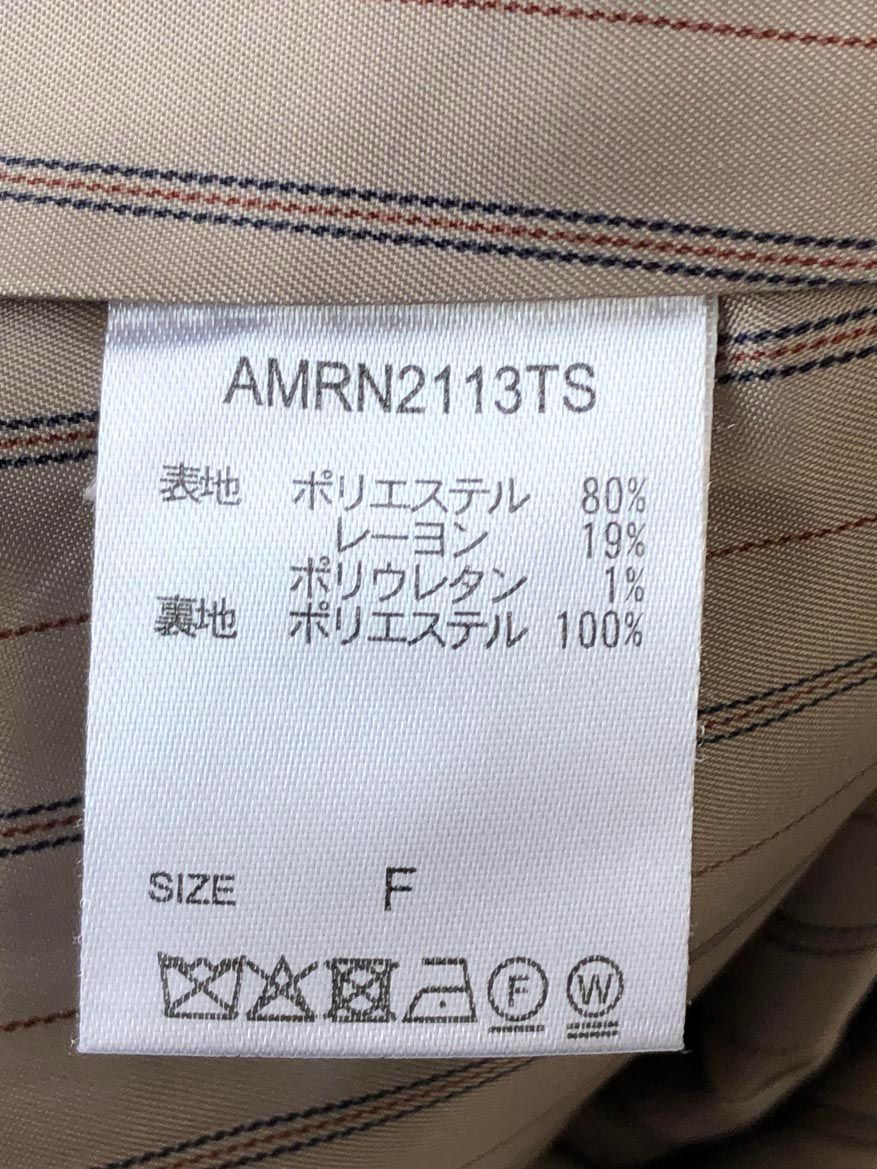 AMRN2113TS
表地 ポリエステル 80%
レーヨン 19%
ポリウレタン 1%
裏地 ポリエステル 100%
SIZE F
F W